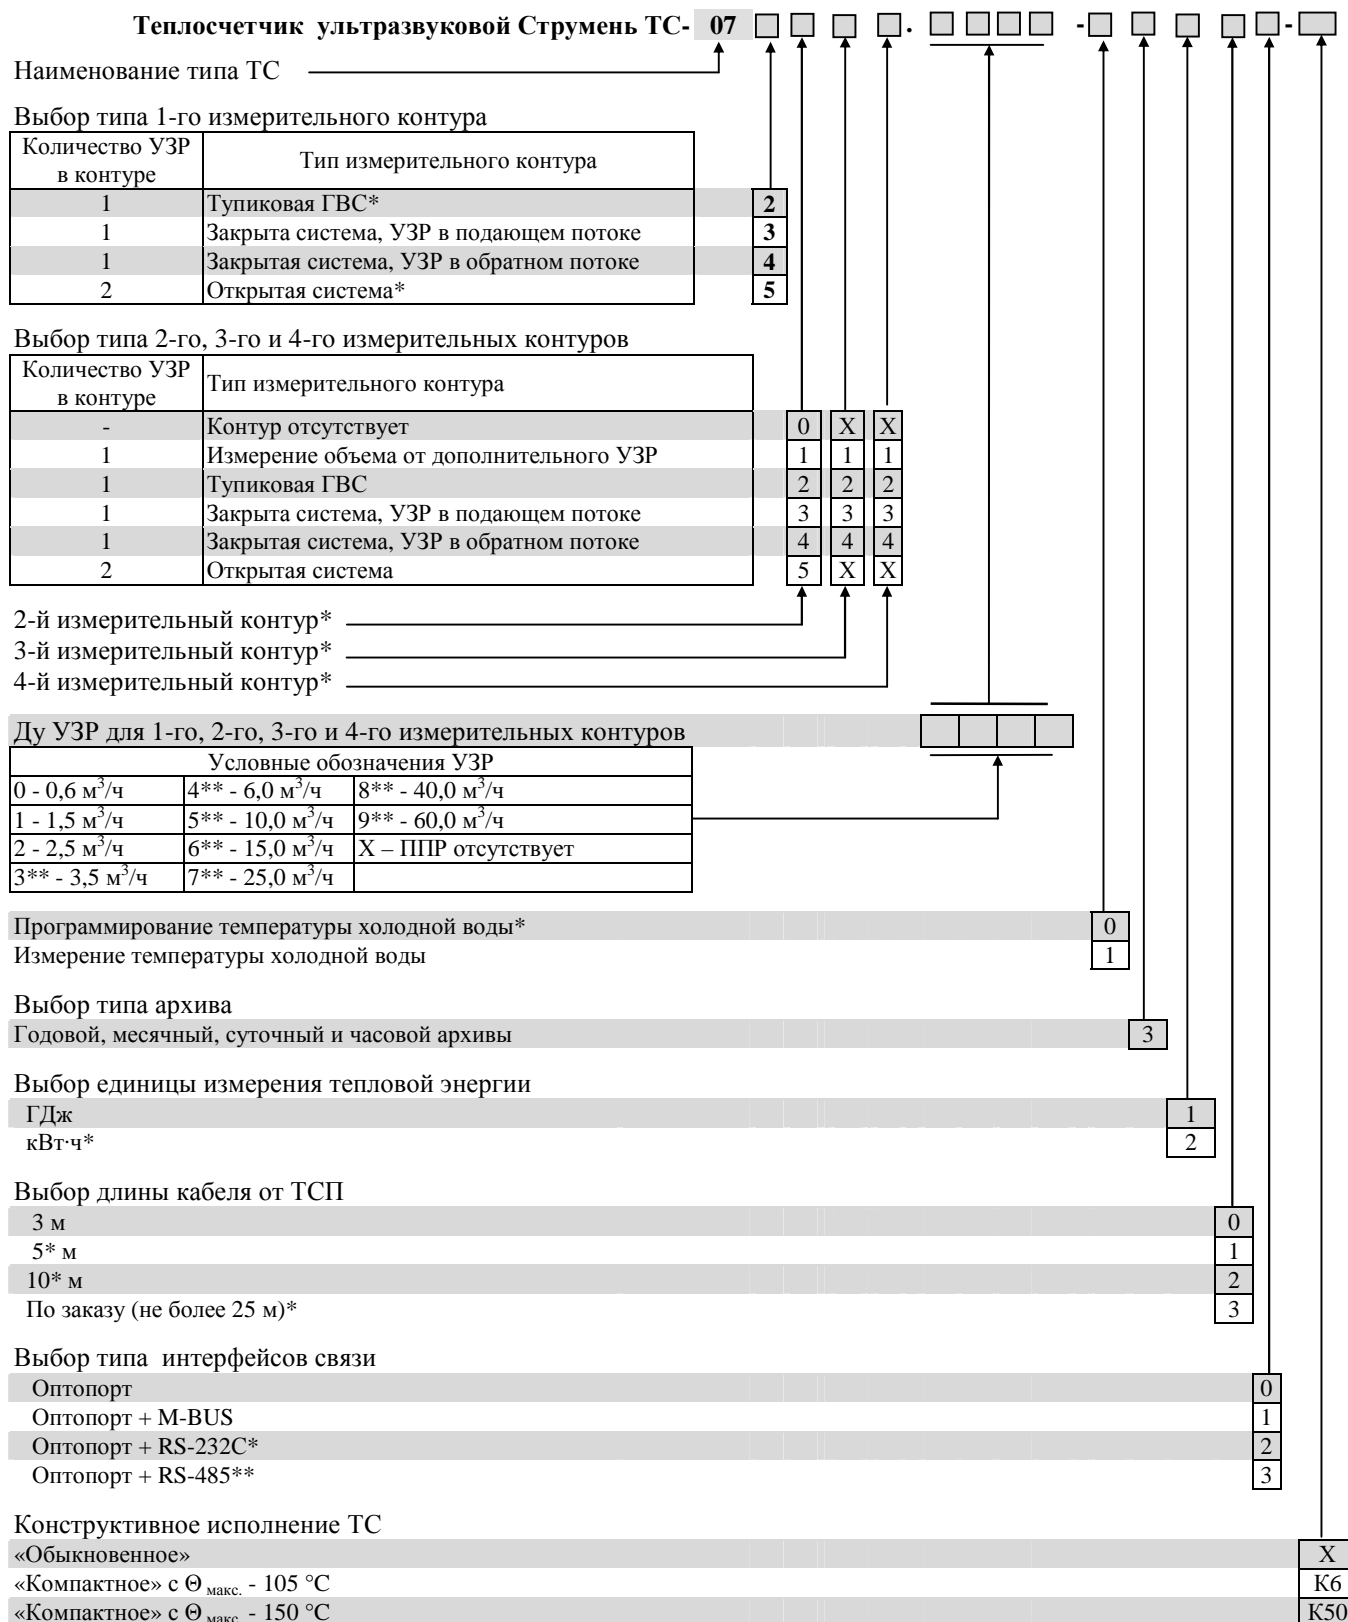 Теплосчетчик ультразвуковой Струмень ТС- 07 . - -
Наименование типа ТС
Выбор типа 1-го измерительного контура
Количество УЗР в контуре Тип измерительного контура
1 Тупиковая ГВС* 2
1 Закрыта система, УЗР в подающем потоке 3
1 Закрытая система, УЗР в обратном потоке 4
2 Открытая система* 5
Выбор типа 2-го, 3-го и 4-го измерительных контуров
Количество УЗР в контуре Тип измерительного контура
- Контур отсутствует 0 X X
1 Измерение объема от дополнительного УЗР 1 1 1
1 Тупиковая ГВС 2 2 2
1 Закрыта система, УЗР в подающем потоке 3 3 3
1 Закрытая система, УЗР в обратном потоке 4 4 4
2 Открытая система 5 X X
2-й измерительный контур*
3-й измерительный контур*
4-й измерительный контур*
Ду УЗР для 1-го, 2-го, 3-го и 4-го измерительных контуров
Условные обозначения УЗР
0 - 0,6 м³/ч 4** - 6,0 м³/ч 8** - 40,0 м³/ч
1 - 1,5 м³/ч 5** - 10,0 м³/ч 9** - 60,0 м³/ч
2 - 2,5 м³/ч 6** - 15,0 м³/ч X – ППР отсутствует
3** - 3,5 м³/ч 7** - 25,0 м³/ч
Программирование температуры холодной воды* 0
Измерение температуры холодной воды 1
Выбор типа архива
Годовой, месячный, суточный и часовой архивы 3
Выбор единицы измерения тепловой энергии
ГДж 1
кВт·ч* 2
Выбор длины кабеля от ТСП
3 м 0
5* м 1
10* м 2
По заказу (не более 25 м)* 3
Выбор типа интерфейсов связи
Оптопорт 0
Оптопорт + M-BUS 1
Оптопорт + RS-232C* 2
Оптопорт + RS-485** 3
Конструктивное исполнение ТС
«Обыкновенное» X
«Компактное» с Θ макс. - 105 °C К6
«Компактное» с Θ макс. - 150 °C К50